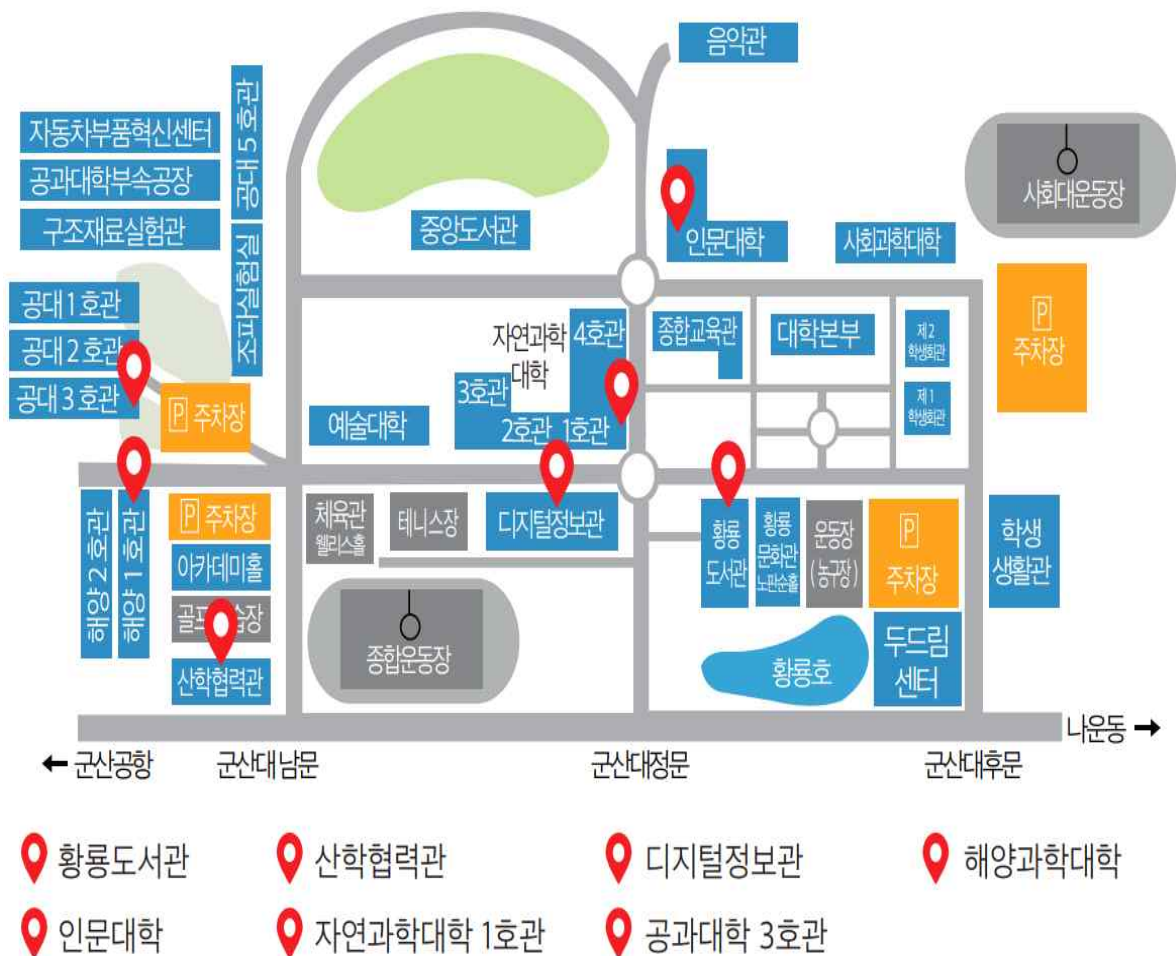 음악관
자동차부품혁신센터
공대 5 호관
공과대학부속공장
구조재료실험관
조파실험실
사회대운동장
중앙도서관
인문대학
사회과학대학
공대 1 호관
공대 2 호관
공대 3 호관
P 주차장
자연과학
대학
4호관
3호관
2호관 1호관
예술대학
종합교육관
대학본부
제 2
학생회관
제 1
학생회관
P
주차장
해양 2 호관
해양 1 호관
P 주차장
아카데미홀
산학협력관
체육관
웰리스홀
테니스장
디지털정보관
종합운동장
황룡
도서관
황룡
문화관
노판순홀
운동장
( 농구장 )
P
주차장
학생
생활관
황룡호
두드림
센터
나운동 →
← 군산공항
군산대 남문
군산대정문
군산대후문
황룡도서관
산학협력관
디지털정보관
해양과학대학
인문대학
자연과학대학 1호관
공과대학 3호관